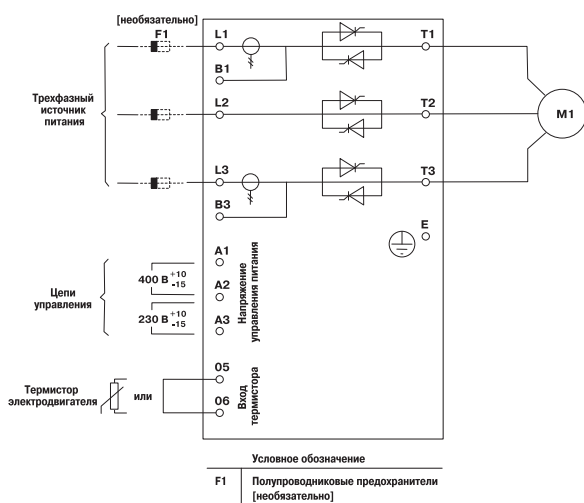 [необязательно]
F1
L1
T1
B1
Трехфазный
источник
питания
L2
T2
M1
L3
T3
B3
E
A1
400 В +10
-15
A2
Цепи
управления
230 В +10
-15
A3
Напряжение
управления питания
05
Термистор
электродвигателя
или
06
Вход
термистора
Условное обозначение
F1 Полупроводниковые предохранители
[необязательно]